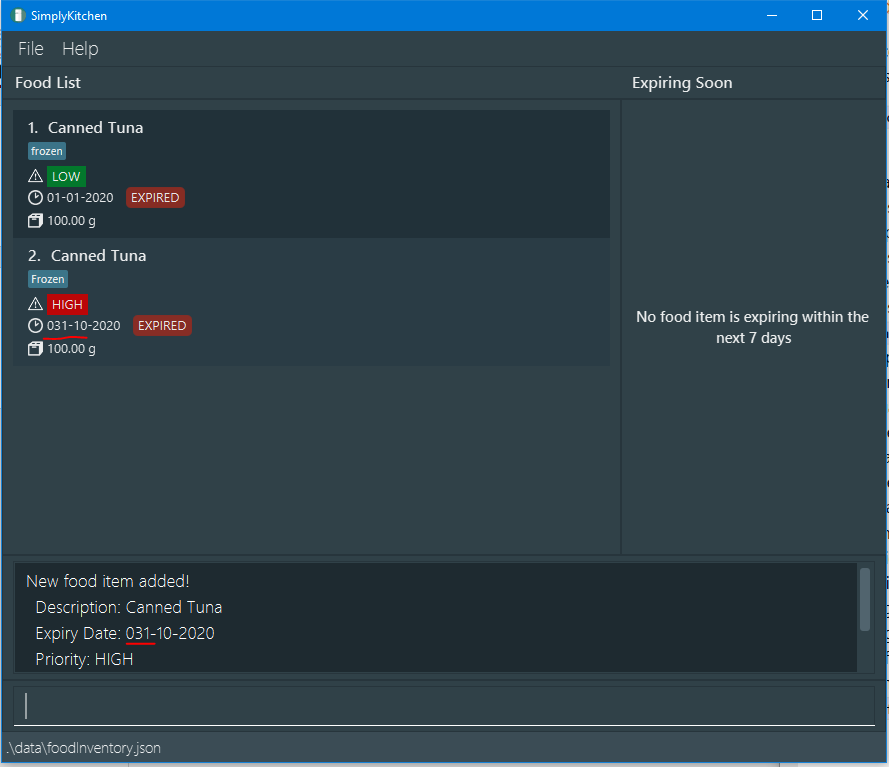 SimplyKitchen
File Help
Food List
Expiring Soon
1. Canned Tuna
frozen
LOW
01-01-2020 EXPIRED
100.00 g
2. Canned Tuna
Frozen
HIGH
031-10-2020 EXPIRED
100.00 g
No food item is expiring within the
next 7 days
New food item added!
Description: Canned Tuna
Expiry Date: 031-10-2020
Priority: HIGH
.\data\foodInventory.json